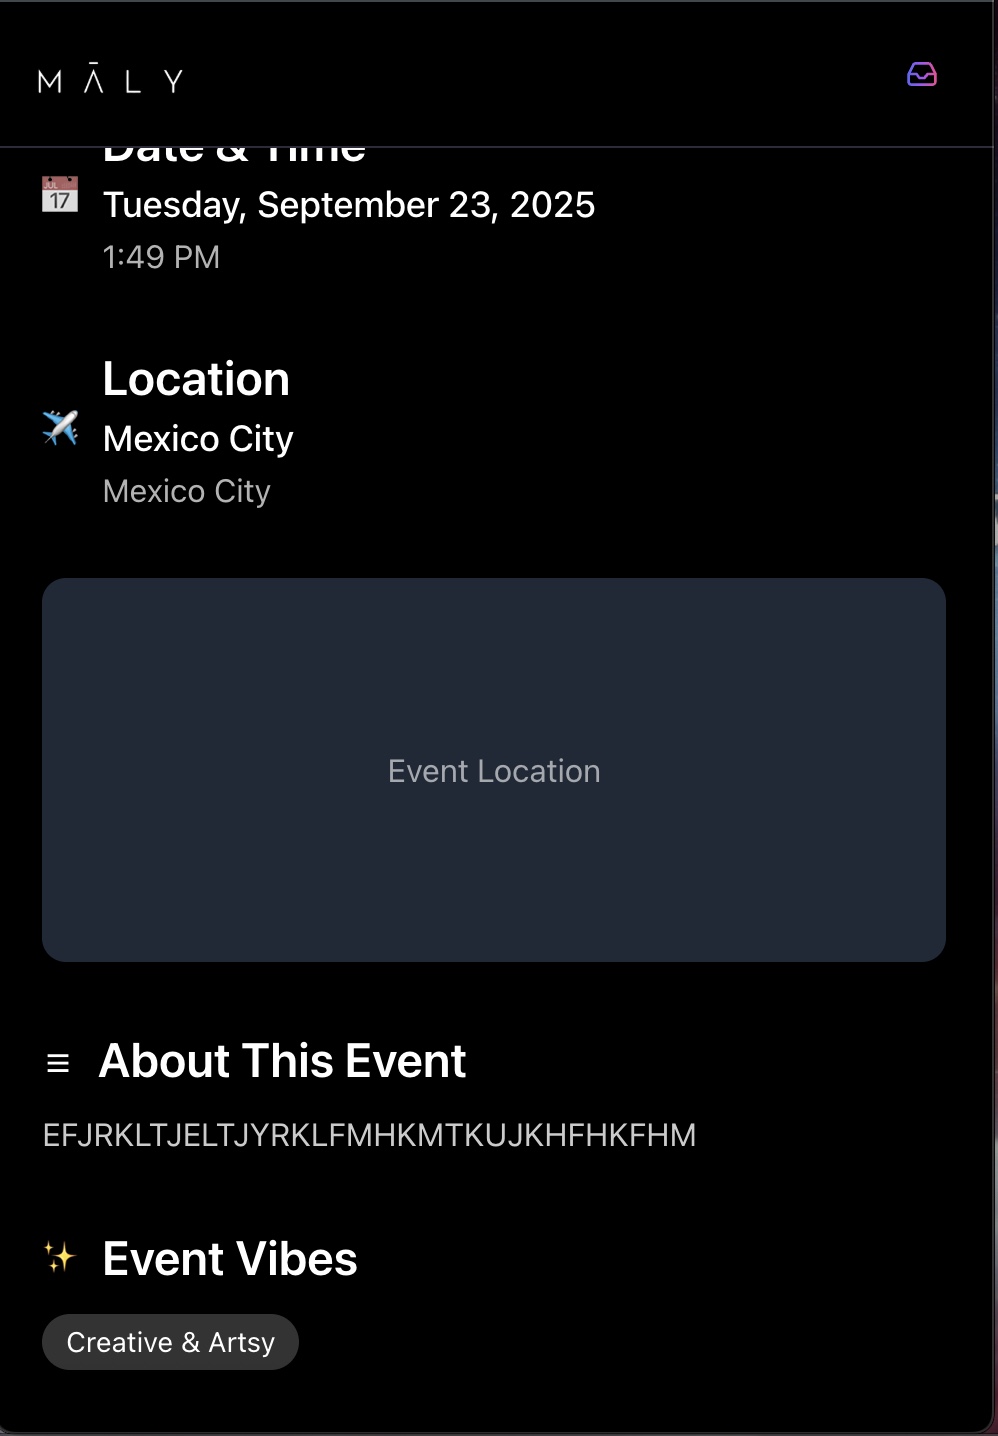 MĀLY
Date & Time
JUL
17
Tuesday, September 23, 2025
1:49 PM
Location
Mexico City
Mexico City
Event Location
About This Event
EFJRKLTJELTJYRKLFMHKMTKUJKHFHKFHM
Event Vibes
Creative & Artsy